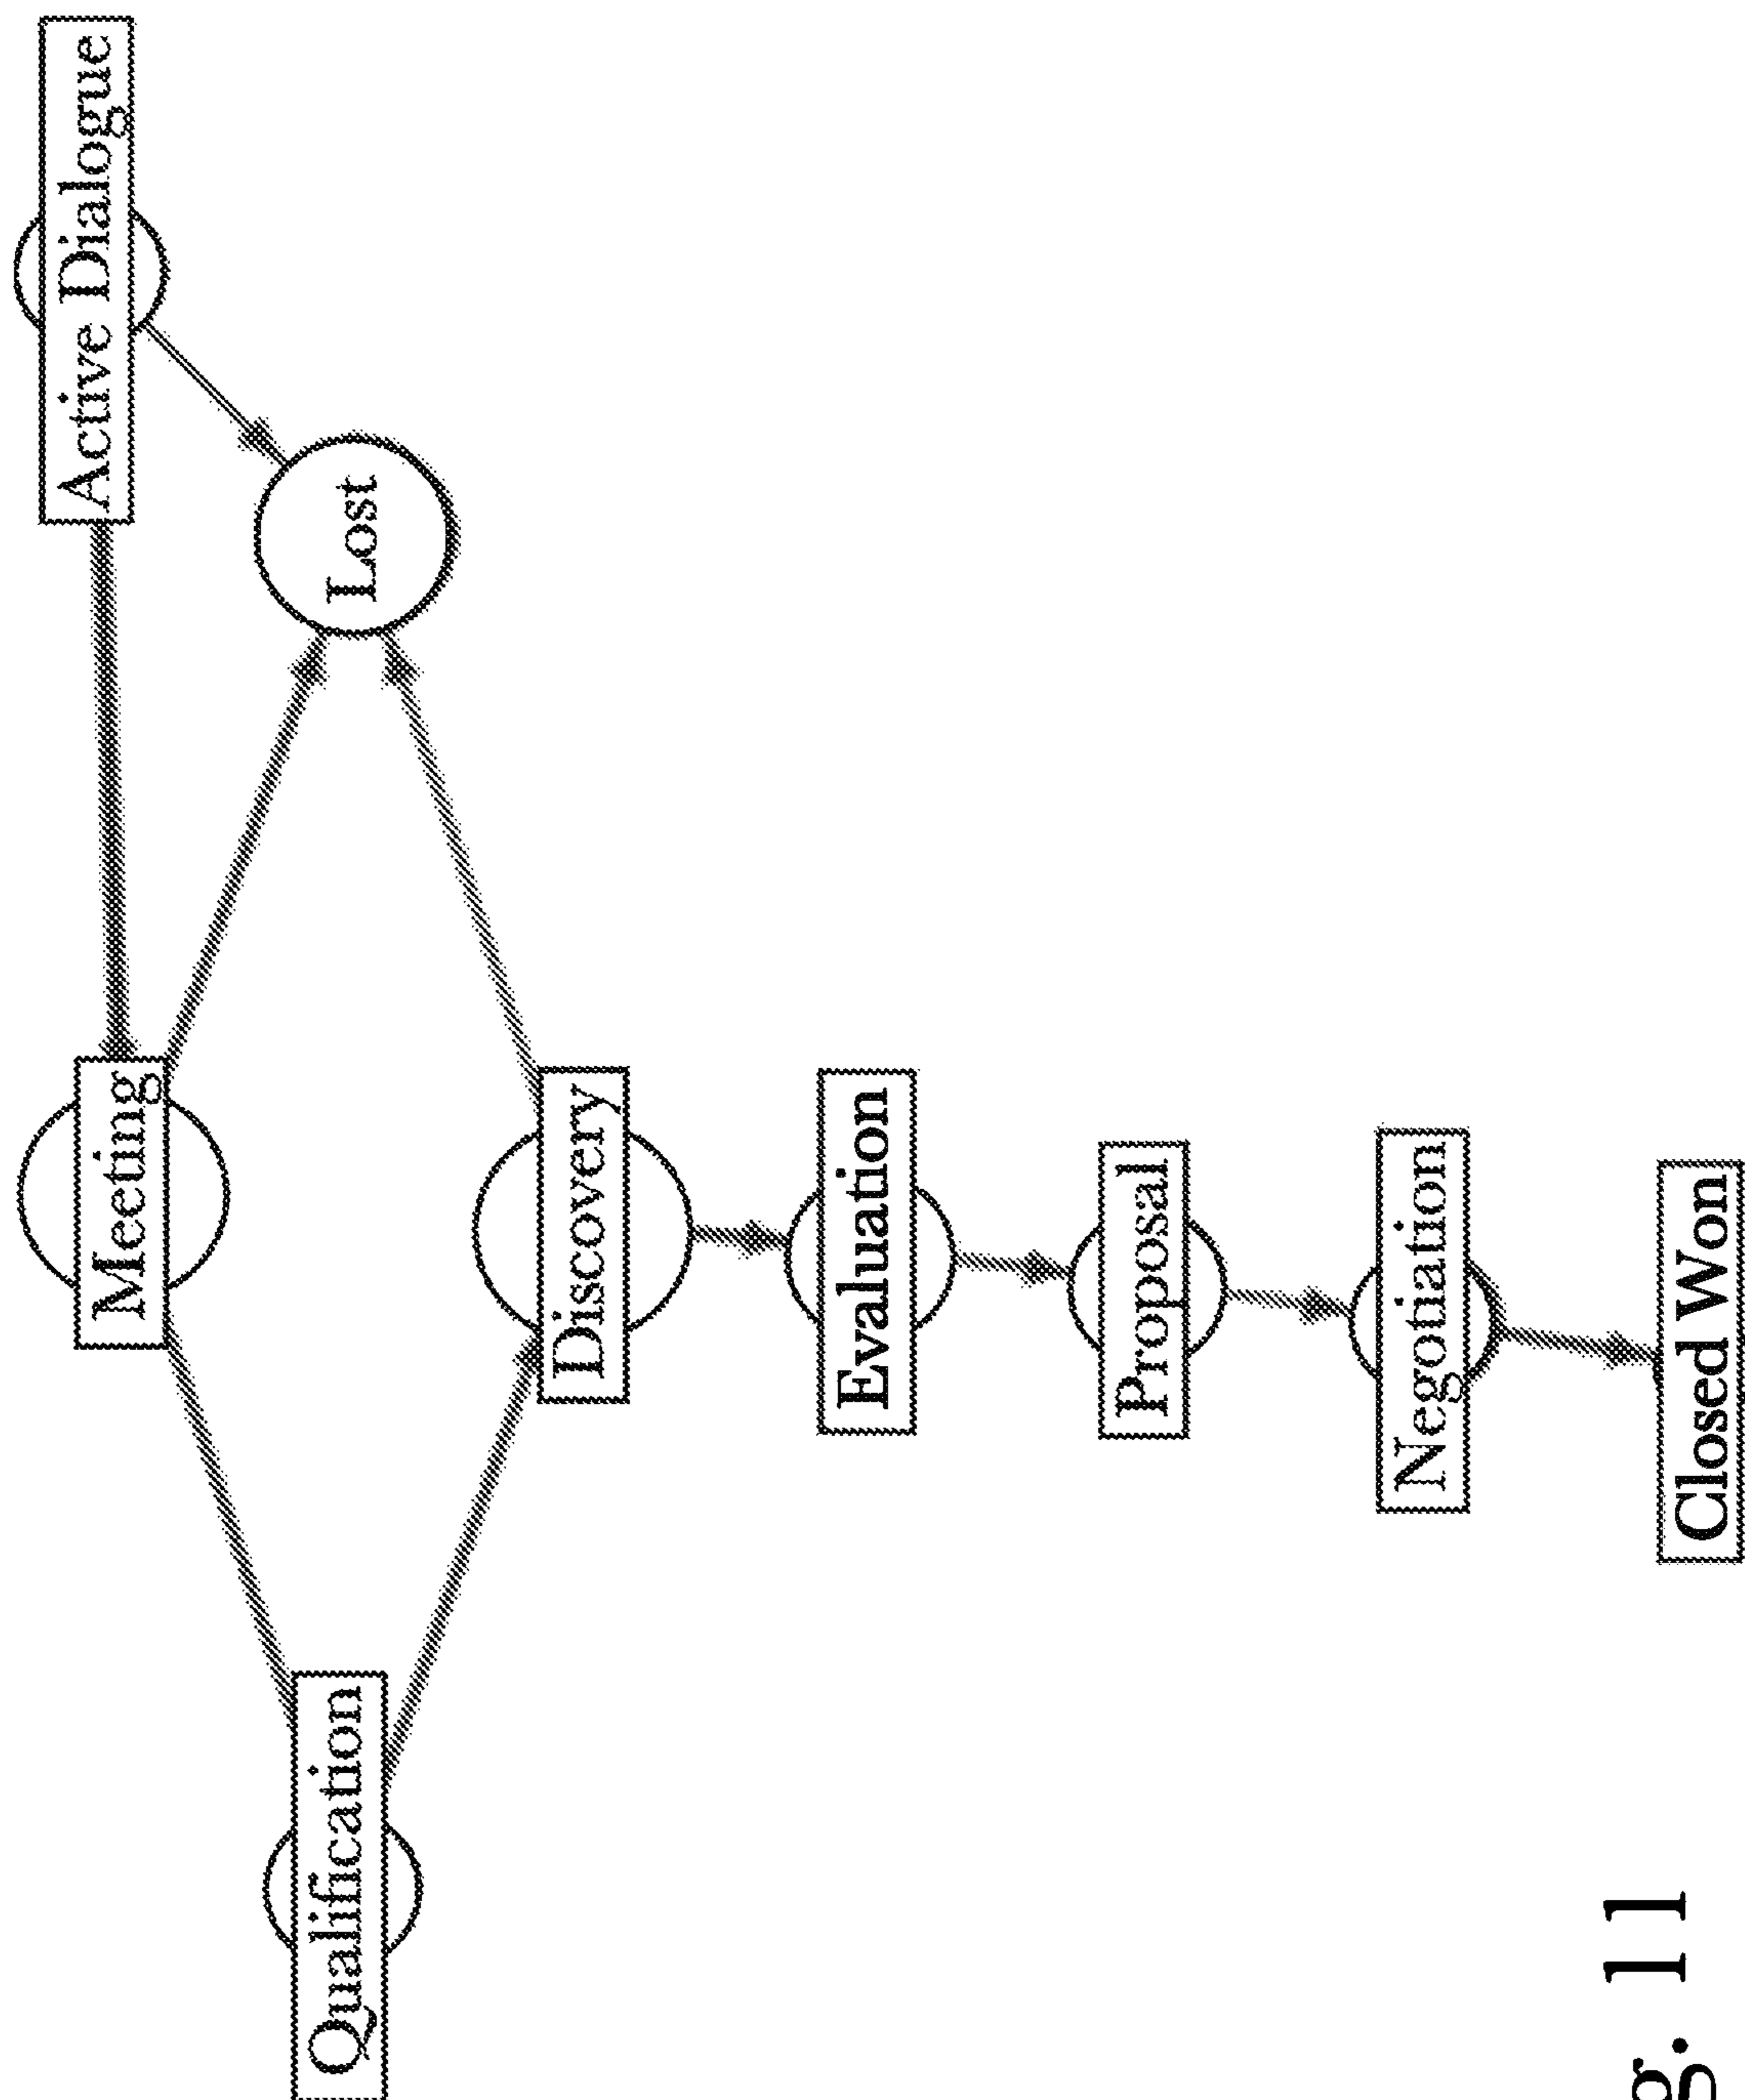 Active Dialogue
Lost
Meeting
Discovery
Evaluation
Proposal
Negotiation
Closed Won
Qualification
g. 11